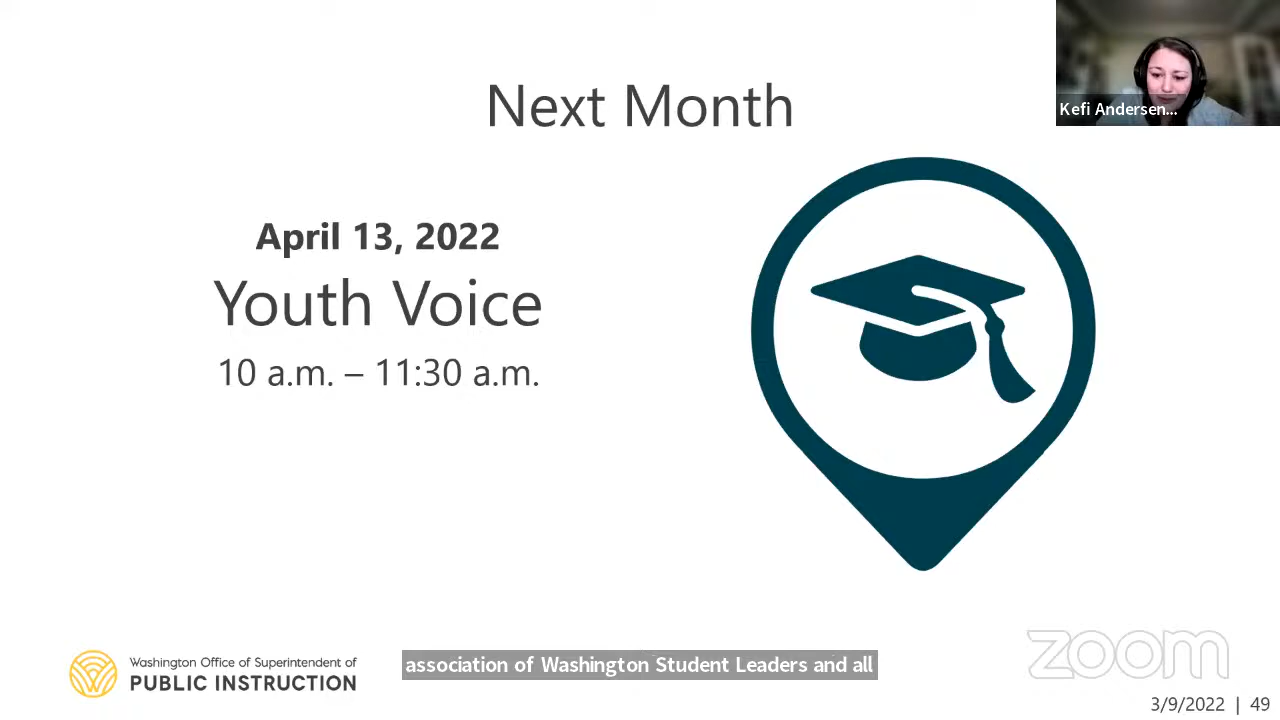 Next Month
Kefi Andersen...
April 13, 2022
Youth Voice
10 a.m. – 11:30 a.m.
Washington Office of Superintendent of
PUBLIC INSTRUCTION
association of Washington Student Leaders and all
zoom
3/9/2022 | 49